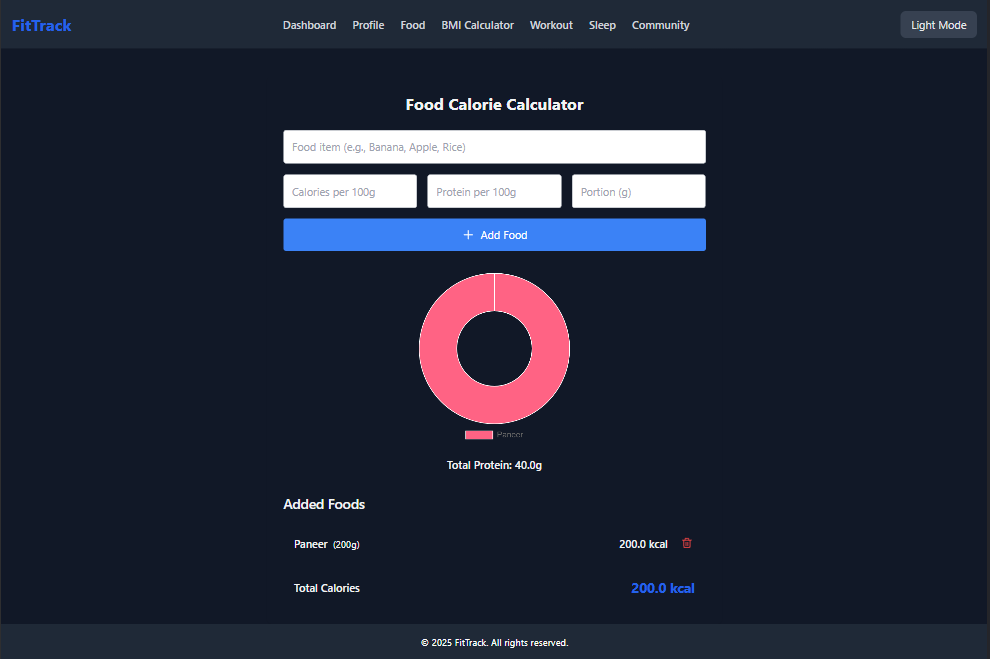 FitTrack
Dashboard Profile Food BMI Calculator Workout Sleep Community
Light Mode
Food Calorie Calculator
Food item (e.g., Banana, Apple, Rice)
Calories per 100g Protein per 100g Portion (g)
+ Add Food
Paneer
Total Protein: 40.0g
Added Foods
Paneer (200g) 200.0 kcal
Total Calories 200.0 kcal
© 2025 FitTrack. All rights reserved.